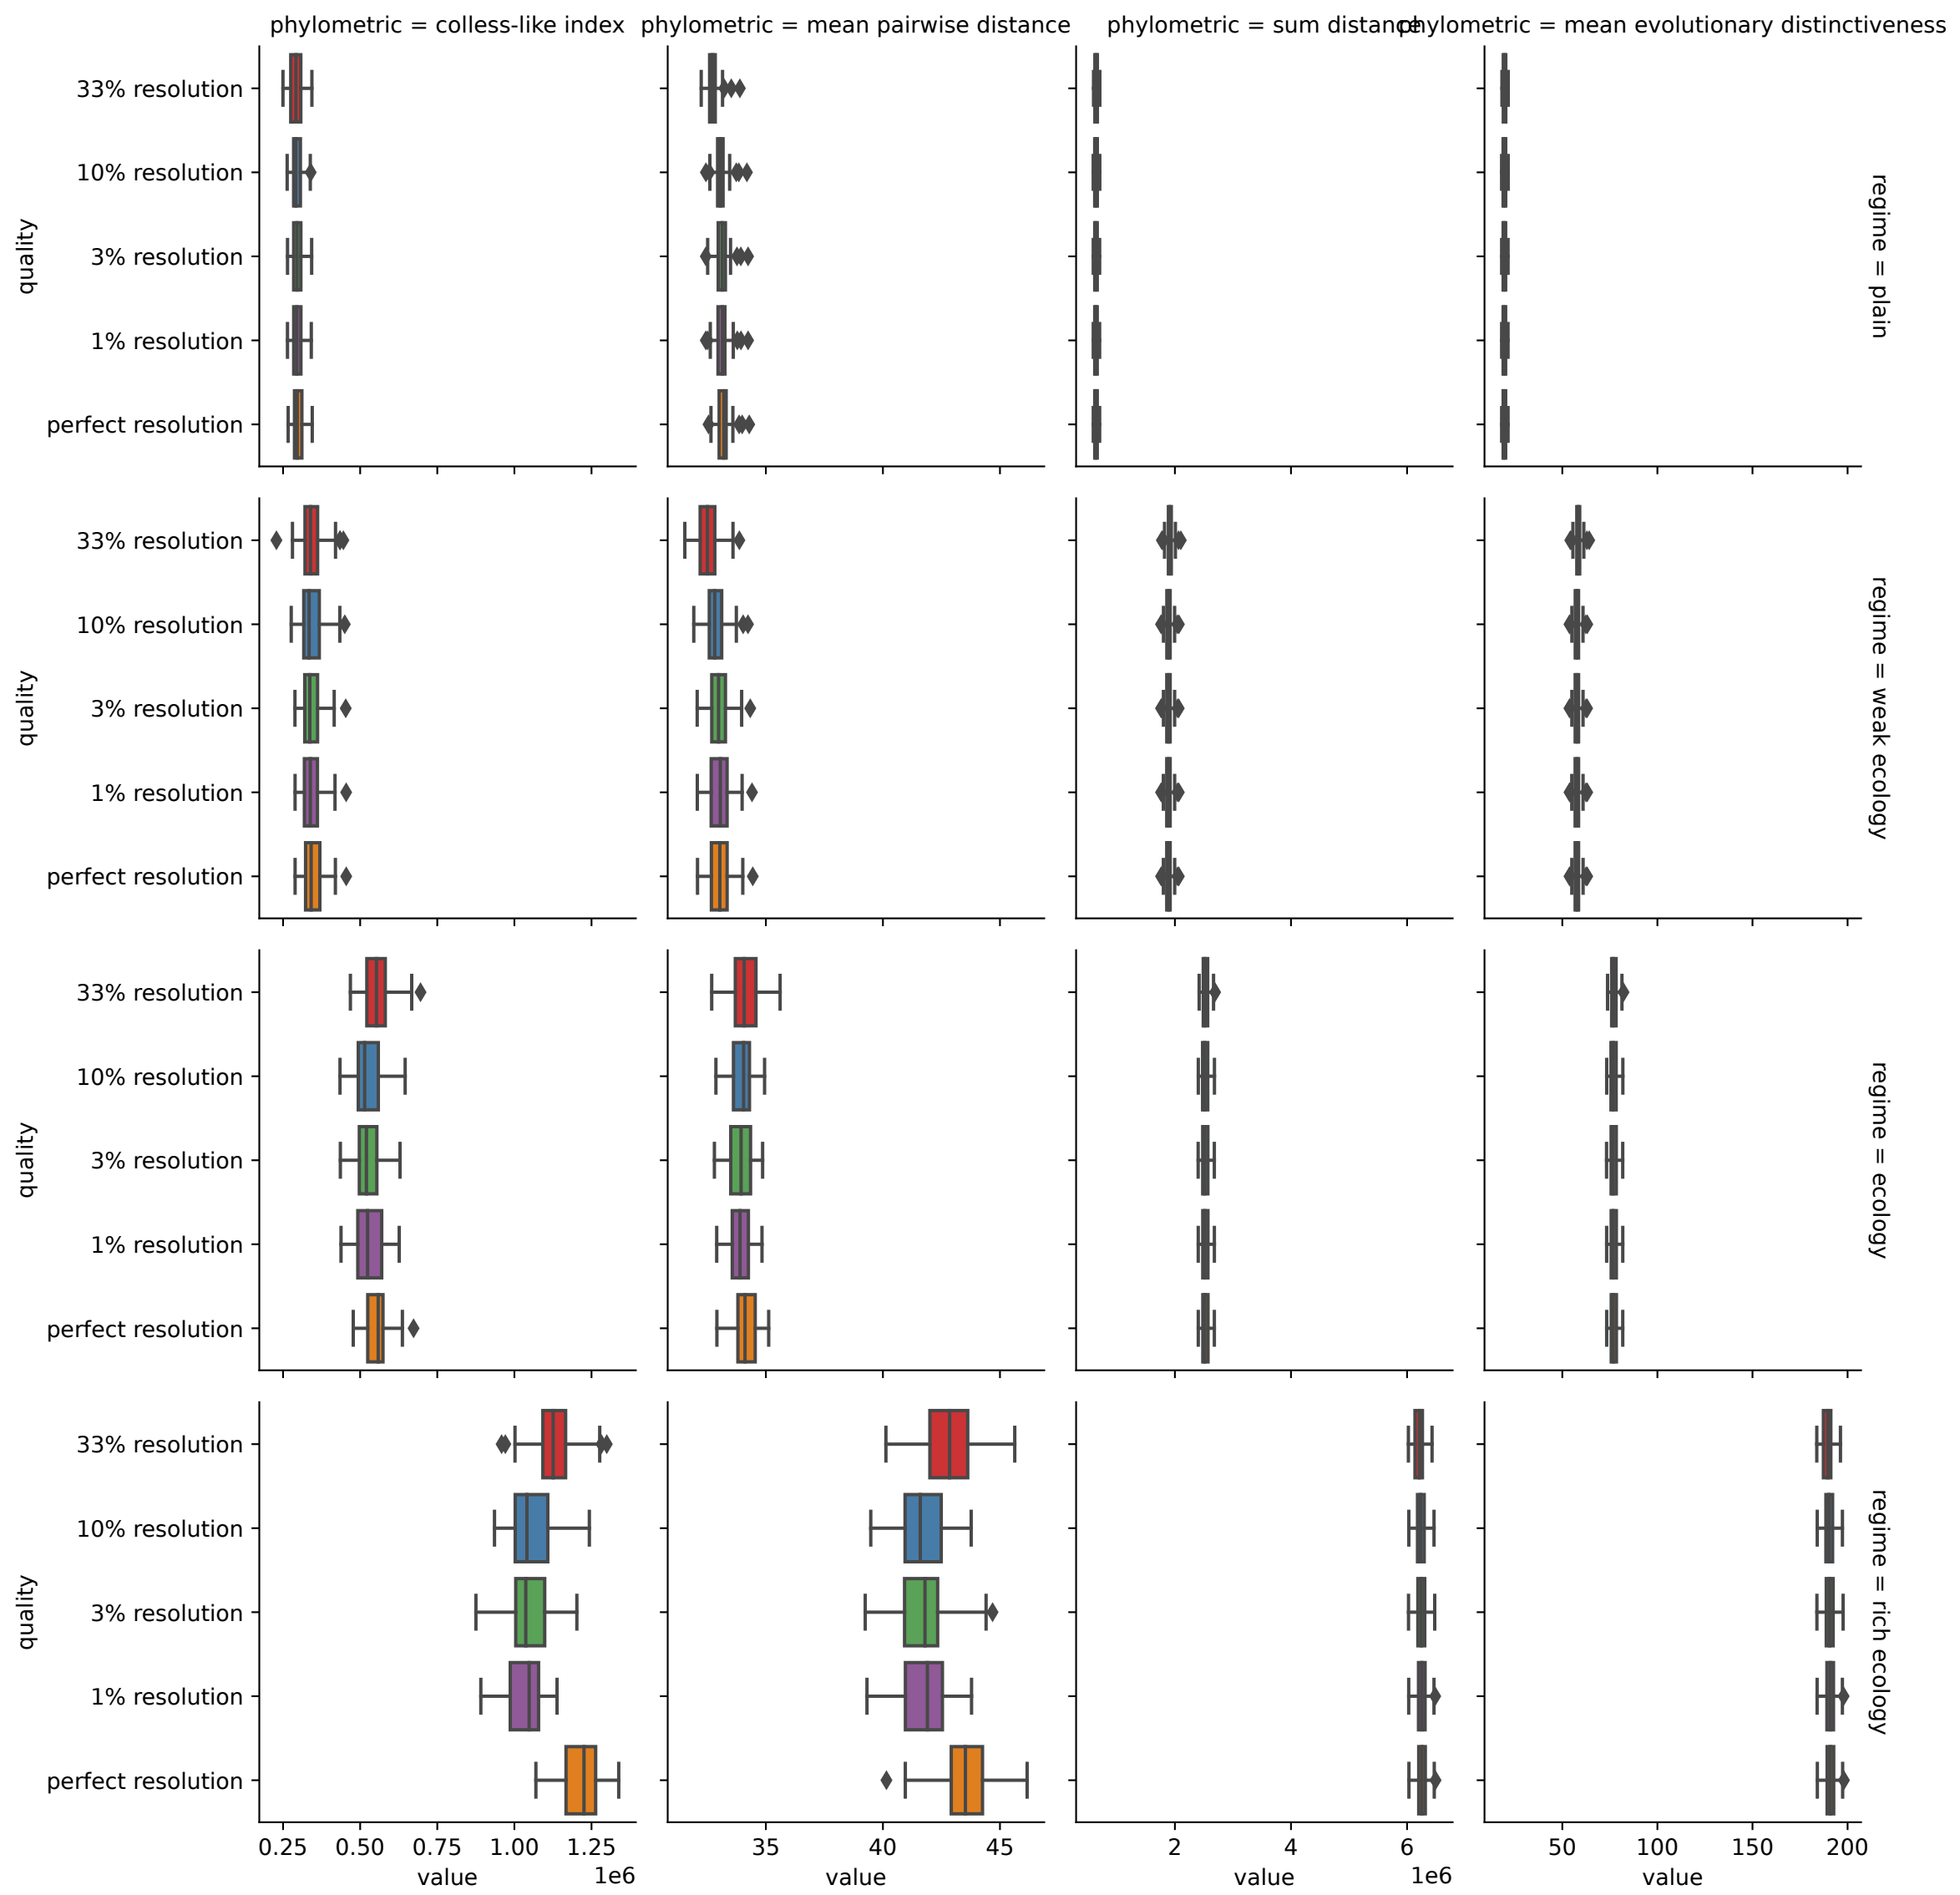 phylometric = colless-like index
phylometric = mean pairwise distance
phylometric = sum distance
phylometric = mean evolutionary distinctiveness
quality
33% resolution
10% resolution
3% resolution
1% resolution
perfect resolution
regime = plain
quality
33% resolution
10% resolution
3% resolution
1% resolution
perfect resolution
regime = weak ecology
quality
33% resolution
10% resolution
3% resolution
1% resolution
perfect resolution
regime = ecology
quality
33% resolution
10% resolution
3% resolution
1% resolution
perfect resolution
regime = rich ecology
0.25 0.50 0.75 1.00 1.25
1e6
value
35 40 45
value
2 4 6
1e6
value
50 100 150 200
value